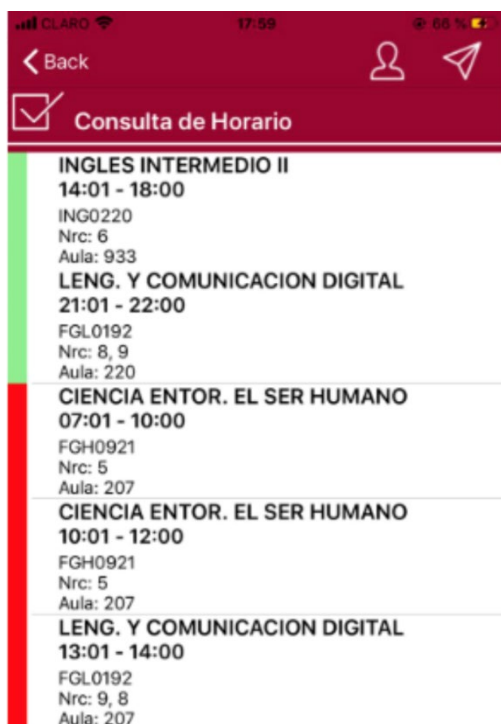 CLARO 17:59 66 %
Back
Consulta de Horario
INGLES INTERMEDIO II
14:01 - 18:00
ING0220
Nrc: 6
Aula: 933
LENG. Y COMUNICACION DIGITAL
21:01 - 22:00
FGL0192
Nrc: 8, 9
Aula: 220
CIENCIA ENTOR. EL SER HUMANO
07:01 - 10:00
FGH0921
Nrc: 5
Aula: 207
CIENCIA ENTOR. EL SER HUMANO
10:01 - 12:00
FGH0921
Nrc: 5
Aula: 207
LENG. Y COMUNICACION DIGITAL
13:01 - 14:00
FGL0192
Nrc: 9, 8
Aula: 207